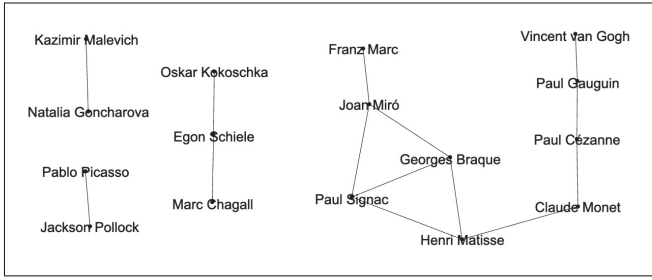 Kazimir Malevich
Natalia Goncharova
Pablo Picasso
Jackson Pollock
Oskar Kokoschka
Egon Schiele
Marc Chagall
Franz Marc
Joan Miró
Georges Braque
Paul Signac
Henri Matisse
Vincent van Gogh
Paul Gauguin
Paul Cézanne
Claude Monet